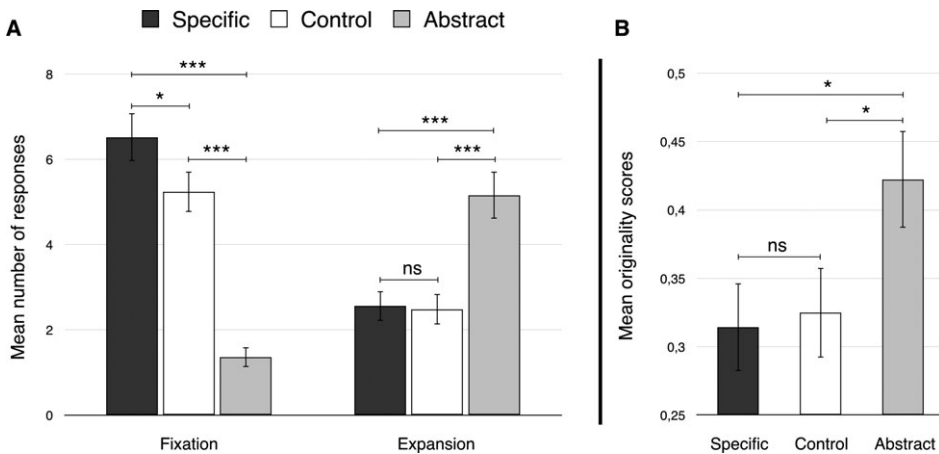 A
Specific Control Abstract
Mean number of responses
8
6
4
2
0
***
*
***
***
***
ns
Fixation
Expansion
B
Mean originality scores
0,5
0,45
0,4
0,35
0,3
0,25
*
*
ns
Specific Control Abstract